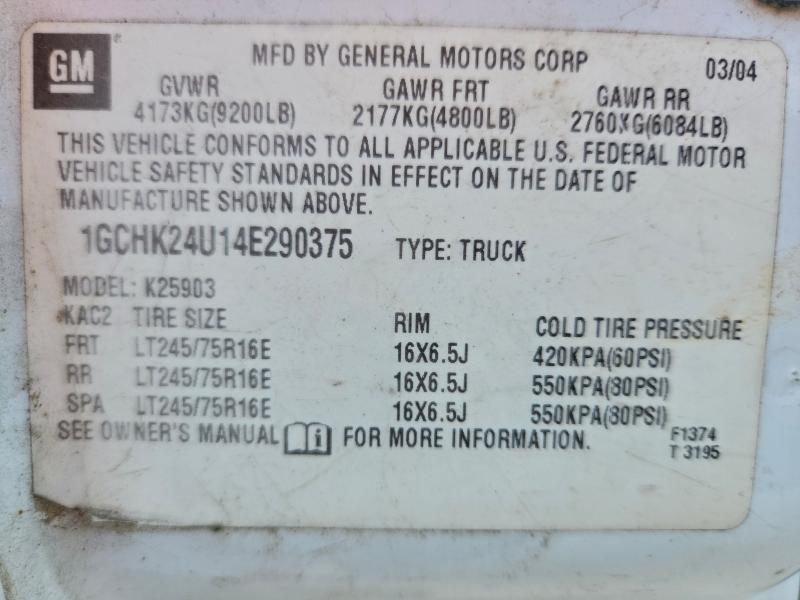 GM
MFD BY GENERAL MOTORS CORP 03/04
GVWR GAWR FRT GAWR RR
4173KG(9200LB) 2177KG(4800LB) 2760KG(6084LB)
THIS VEHICLE CONFORMS TO ALL APPLICABLE U.S. FEDERAL MOTOR
VEHICLE SAFETY STANDARDS IN EFFECT ON THE DATE OF
MANUFACTURE SHOWN ABOVE.
1GCHK24U14E290375 TYPE: TRUCK
MODEL: K25903
KAC2 TIRE SIZE RIM COLD TIRE PRESSURE
FRT LT245/75R16E 16X6.5J 420KPA(60PSI)
RR LT245/75R16E 16X6.5J 550KPA(80PSI)
SPA LT245/75R16E 16X6.5J 550KPA(80PSI)
SEE OWNER'S MANUAL i FOR MORE INFORMATION.
F1374
T 3195